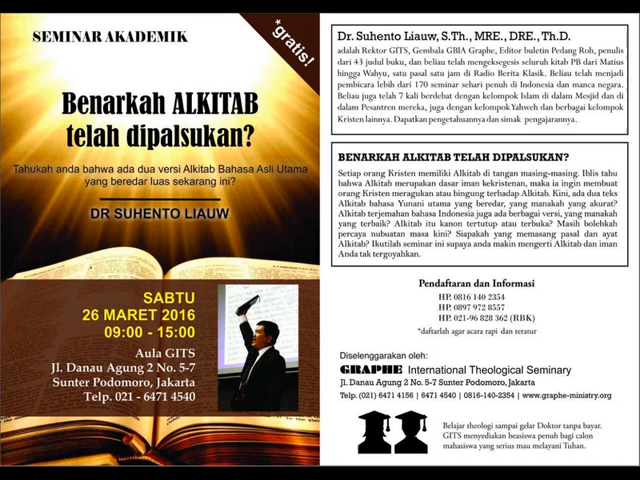 SEMINAR AKADEMIK
*gratis!
Benarkah ALKITAB
telah dipalsukan?
Tahukah anda bahwa ada dua versi Alkitab Bahasa Asli Utama
yang beredar luas sekarang ini?
DR SUHENTO LIAUW
SABTU
26 MARET 2016
09:00 - 15:00
Aula GITS
Jl. Danau Agung 2 No. 5-7
Sunter Podomoro, Jakarta
Telp. 021 - 6471 4540
Dr. Suhento Liauw, S.Th., MRE., DRE., Th.D.
adalah Rektor GITS, Gembala GBIA Graphe, Editor buletin Pedang Roh, penulis
dari 43 judul buku, dan beliau telah mengeksegesis seluruh kitab PB dari Matius
hingga Wahyu, satu pasal satu jam di Radio Berita Klasik. Beliau telah menjadi
pembicara lebih dari 170 seminar sehari penuh di Indonesia dan manca negara.
Beliau juga telah 7 kali berdebat dengan kelompok Islam di dalam Mesjid dan di
dalam Pesantren mereka, juga dengan kelompok Yahweh dan berbagai kelompok
Kristen lainnya. Dapatkan pengetahuannya dan simak pengajarannya.
BENARKAH ALKITAB TELAH DIPALSUKAN?
Setiap orang Kristen memiliki Alkitab di tangan masing-masing. Iblis tahu
bahwa Alkitab merupakan dasar iman kekristenan, maka ia ingin membuat
orang Kristen meragukan atau bingung terhadap Alkitab. Kini, ada dua teks
Alkitab bahasa Yunani utama yang beredar, yang manakah yang akurat?
Alkitab terjemahan bahasa Indonesia juga ada berbagai versi, yang manakah
yang terbaik? Alkitab itu kanon tertutup atau terbuka? Masih bolehkah
percaya nubuatan masa kini? Siapakah yang memasang pasal dan ayat
Alkitab? Ikutilah seminar ini supaya anda makin mengerti Alkitab dan iman
Anda tak tergoyahkan.
Pendaftaran dan Informasi
HP. 0816 140 2354
HP. 0897 972 8557
HP. 021-96 828 362 (RBK)
*daftarlah agar acara rapi dan teratur
Diselenggarakan oleh:
GRAPHE International Theological Seminary
Jl. Danau Agung 2 No. 5-7 Sunter Podomoro, Jakarta
Telp. (021) 6471 4156 | 6471 4540 | 0816-140-2354 | www.graphe-ministry.org
Belajar theologi sampai gelar Doktor tanpa bayar.
GITS menyediakan beasiswa penuh bagi calon
mahasiswa yang serius mau melayani Tuhan.